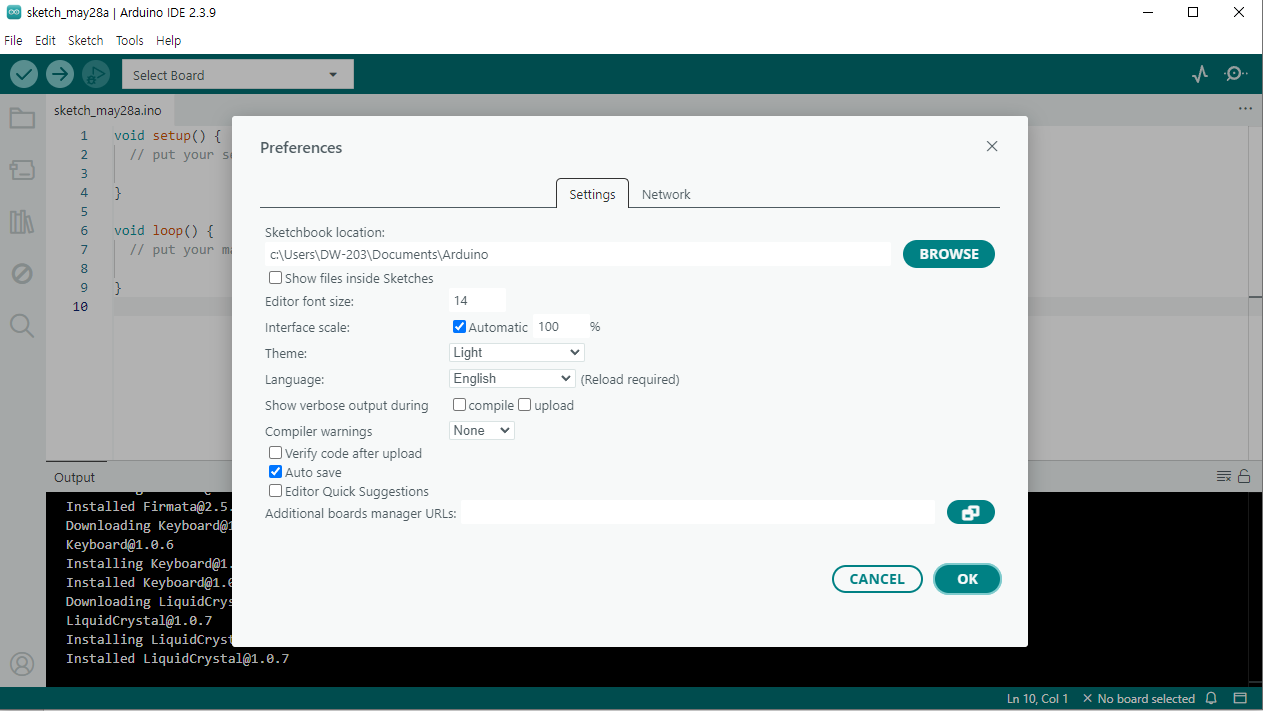 sketch_may28a | Arduino IDE 2.3.9
File Edit Sketch Tools Help
Select Board
sketch_may28a.ino
1 void setup() {
2 // put your
3
4 }
5
6 void loop() {
7 // put your
8
9 }
10
Preferences
Settings Network
Sketchbook location:
c:\Users\DW-203\Documents\Arduino BROWSE
Show files inside Sketches
Editor font size: 14
Interface scale: Automatic 100 %
Theme: Light
Language: English (Reload required)
Show verbose output during compile upload
Compiler warnings None
Verify code after upload
Auto save
Editor Quick Suggestions
Additional boards manager URLs:
CANCEL OK
Output
Installed Firmata@2.5.
Downloading Keyboard@1
Keyboard@1.0.6
Installing Keyboard@1.
Installed Keyboard@1.0
Downloading LiquidCrys
LiquidCrystal@1.0.7
Installing LiquidCryst
Installed LiquidCrystal@1.0.7
Ln 10, Col 1 No board selected